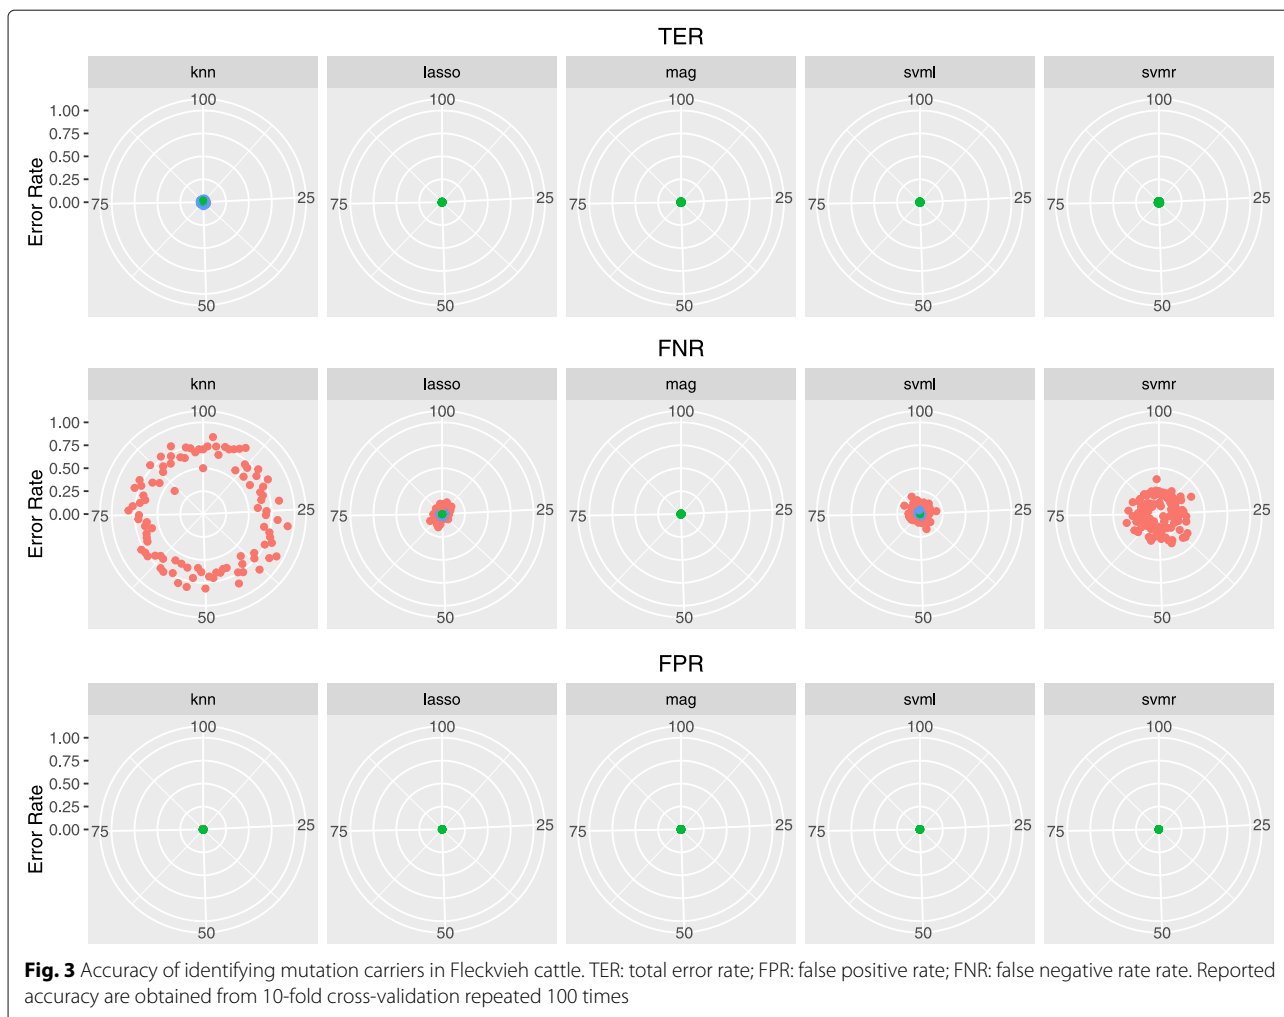 TER
knn lasso mag svml svmr
Error Rate
1.00
0.75
0.50
0.25
0.00
100 100 100 100 100
75 25 75 25 75 25 75 25 75 25
50 50 50 50 50
FNR
knn lasso mag svml svmr
Error Rate
1.00
0.75
0.50
0.25
0.00
100 100 100 100 100
75 25 75 25 75 25 75 25 75 25
50 50 50 50 50
FPR
knn lasso mag svml svmr
Error Rate
1.00
0.75
0.50
0.25
0.00
100 100 100 100 100
75 25 75 25 75 25 75 25 75 25
50 50 50 50 50
Fig. 3 Accuracy of identifying mutation carriers in Fleckvieh cattle. TER: total error rate; FPR: false positive rate; FNR: false negative rate rate. Reported
accuracy are obtained from 10-fold cross-validation repeated 100 times